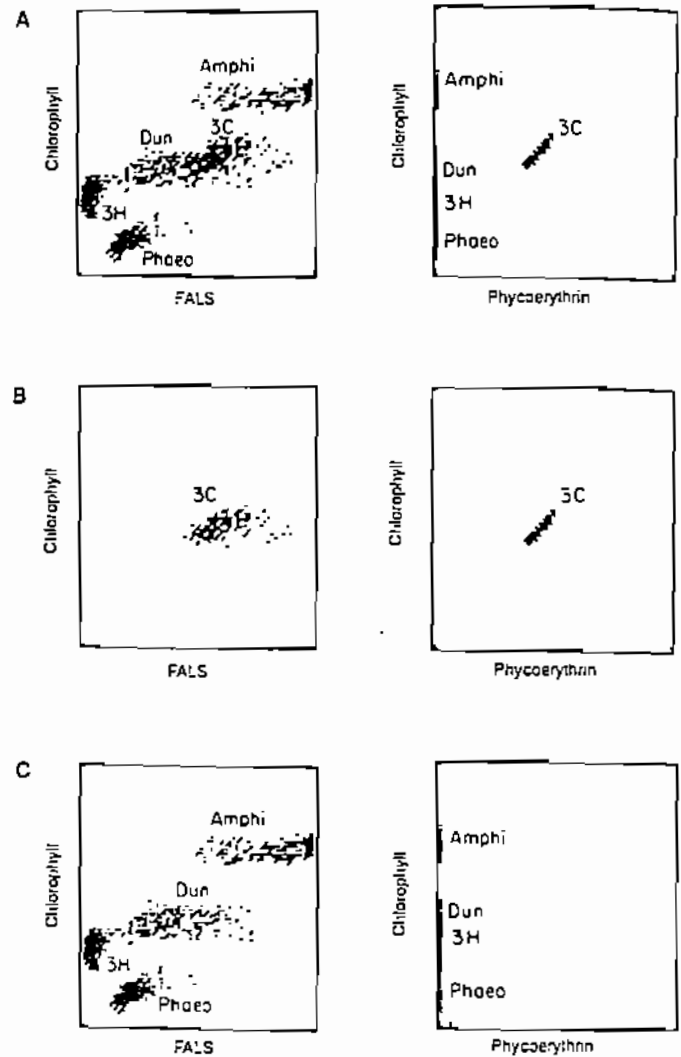 A
Chlorophyll
Amphi
3C
Dun
3H
Phaeo
FALS
Chlorophyll
Amphi
3C
Dun
3H
Phaeo
Phycoerythrin
B
Chlorophyll
3C
FALS
Chlorophyll
3C
Phycoerythrin
C
Chlorophyll
Amphi
Dun
3H
Phaeo
FALS
Chlorophyll
Amphi
Dun
3H
Phaeo
Phycoerythrin